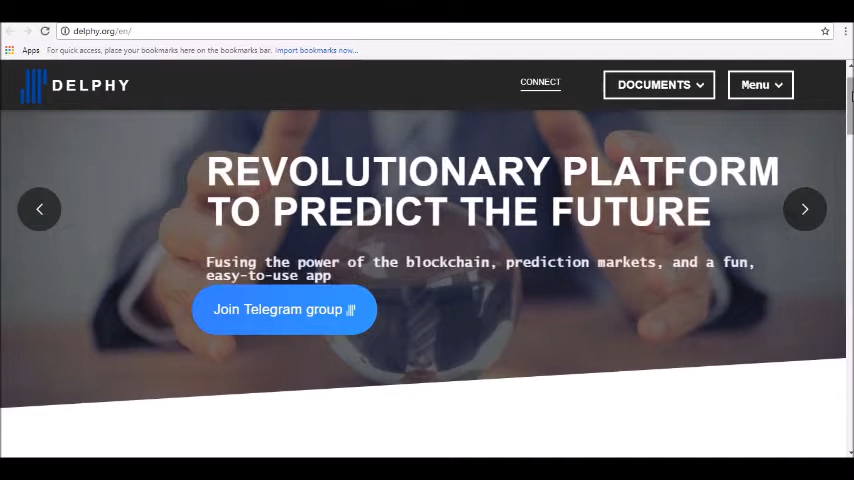 delphy.org/en/
Apps For quick access, place your bookmarks here on the bookmarks bar. Import bookmarks now...
DELPHY CONNECT DOCUMENTS Menu
REVOLUTIONARY PLATFORM
TO PREDICT THE FUTURE
Fusing the power of the blockchain, prediction markets, and a fun,
easy-to-use app
Join Telegram group